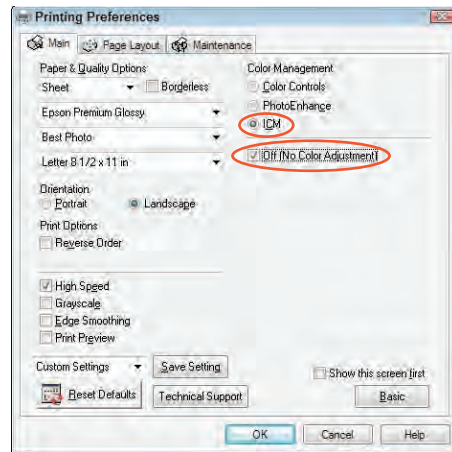 Printing Preferences
Main
Page Layout
Maintenance
Paper & Quality Options
Sheet
Borderless
Epson Premium Glossy
Best Photo
Letter 8 1/2 x 11 in
Orientation
Portrait
Landscape
Print Options
Reverse Order
High Speed
Grayscale
Edge Smoothing
Print Preview
Color Management
Color Controls
PhotoEnhance
ICM
Off (No Color Adjustment)
Custom Settings
Save Setting
Show this screen first
Reset Defaults
Technical Support
Basic
OK
Cancel
Help